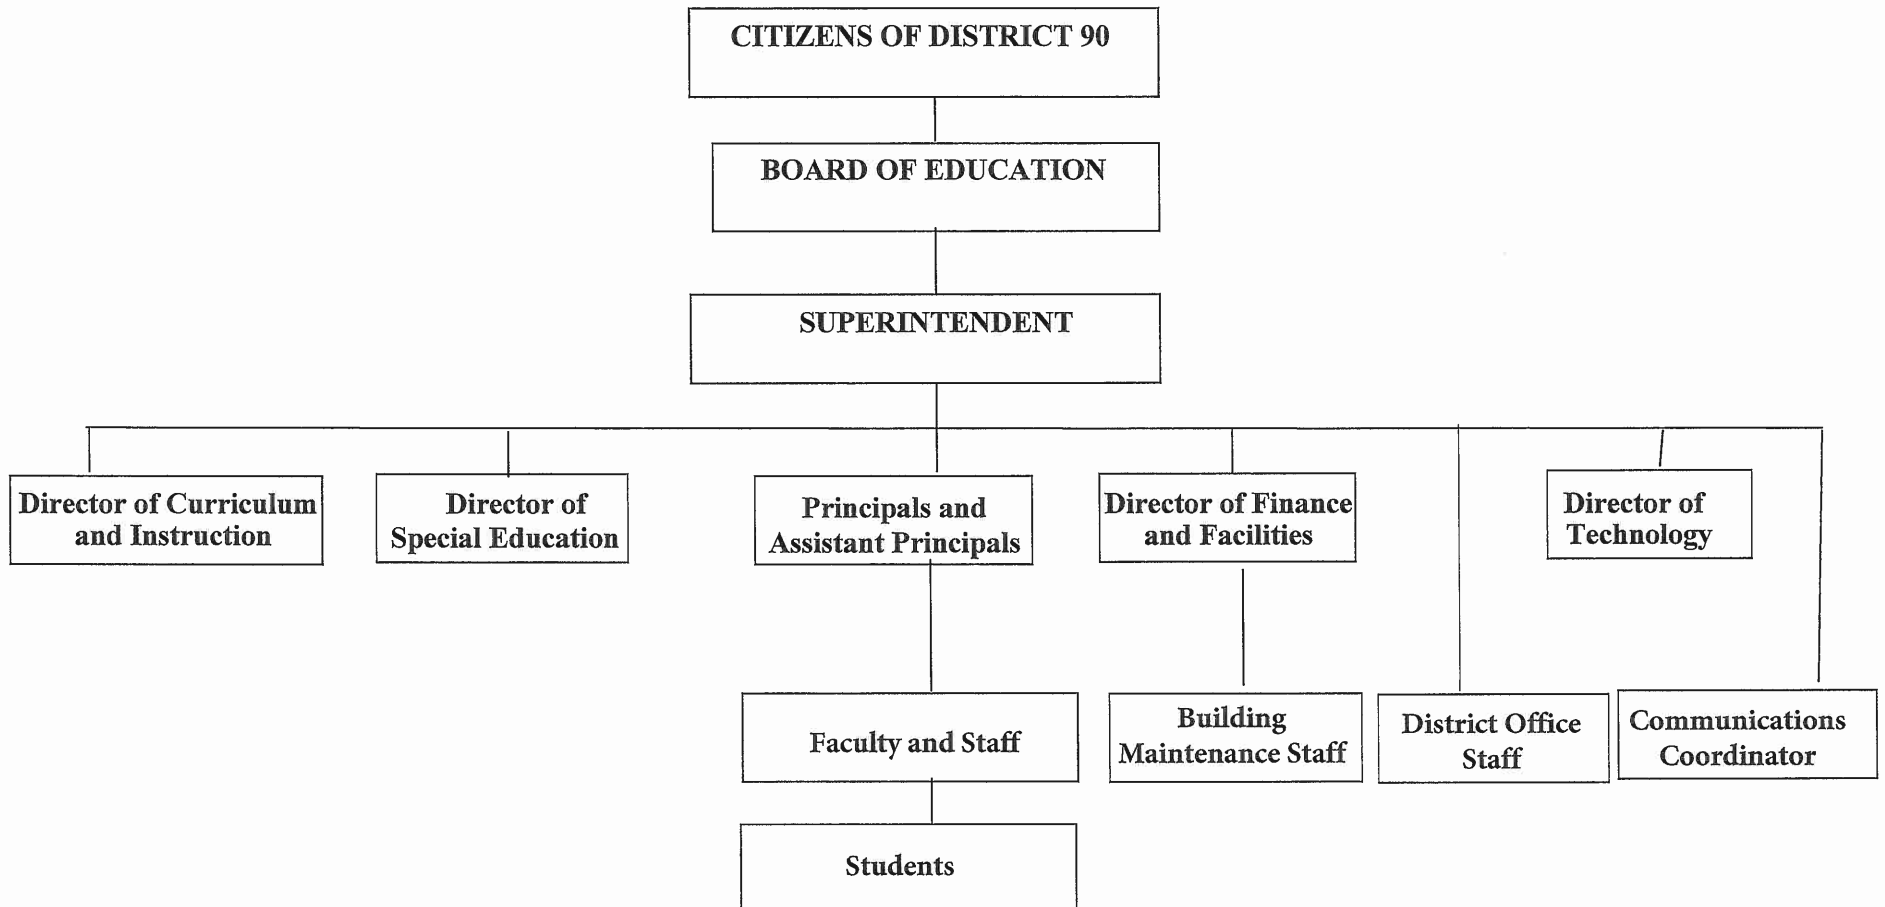 CITIZENS OF DISTRICT 90
BOARD OF EDUCATION
SUPERINTENDENT
Director of Curriculum
and Instruction
Director of
Special Education
Principals and
Assistant Principals
Director of Finance
and Facilities
Director of
Technology
Faculty and Staff
Building
Maintenance Staff
District Office
Staff
Communications
Coordinator
Students